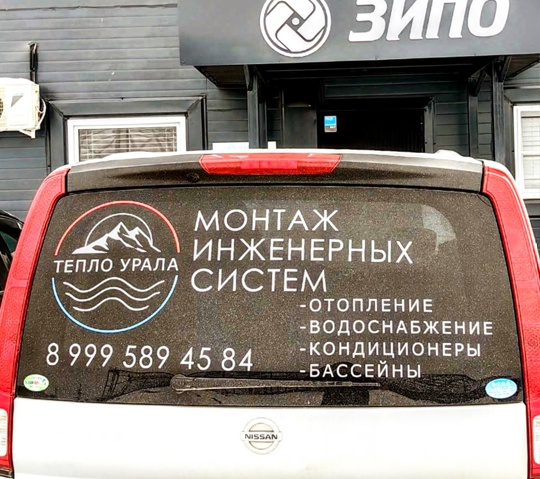 ЗИПО
МОНТАЖ
ИНЖЕНЕРНЫХ
СИСТЕМ
ТЕПЛО УРАЛА
-ОТОПЛЕНИЕ
-ВОДОСНАБЖЕНИЕ
-КОНДИЦИОНЕРЫ
-БАССЕЙНЫ
8 999 589 45 84
NISSAN